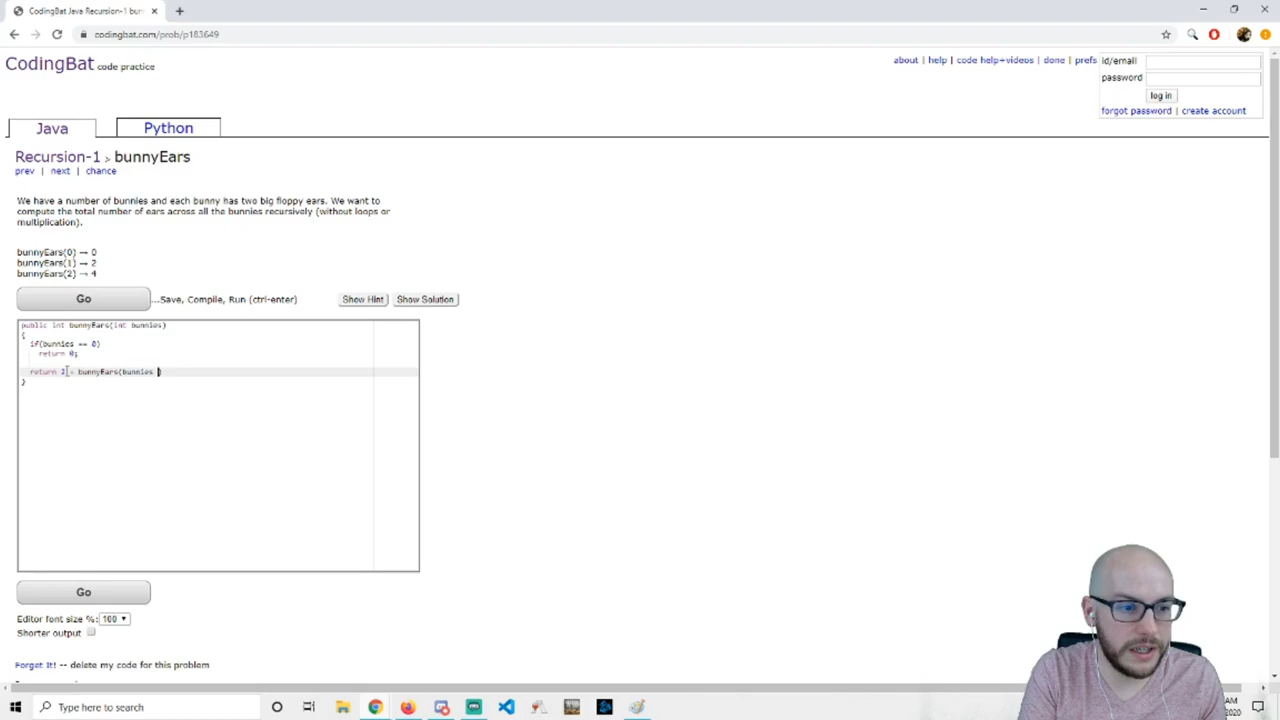 CodingBat Java Recursion-1 bunn
codingbat.com/prob/p183649
CodingBat code practice
about | help | code help+videos | done | prefs
id/email
password
log in
forgot password | create account
Java
Python
Recursion-1 > bunnyEars
prev | next | chance
We have a number of bunnies and each bunny has two big floppy ears. We want to
compute the total number of ears across all the bunnies recursively (without loops or
multiplication).
bunnyEars(0) → 0
bunnyEars(1) → 2
bunnyEars(2) → 4
Go
...Save, Compile, Run (ctrl-enter)
Show Hint
Show Solution
public int bunnyEars(int bunnies)
{
if(bunnies == 0)
return 0;
return 2 + bunnyEars(bunnies )
}
Go
Editor font size %: 100
Shorter output
Forget It! -- delete my code for this problem
Type here to search
AM
2020